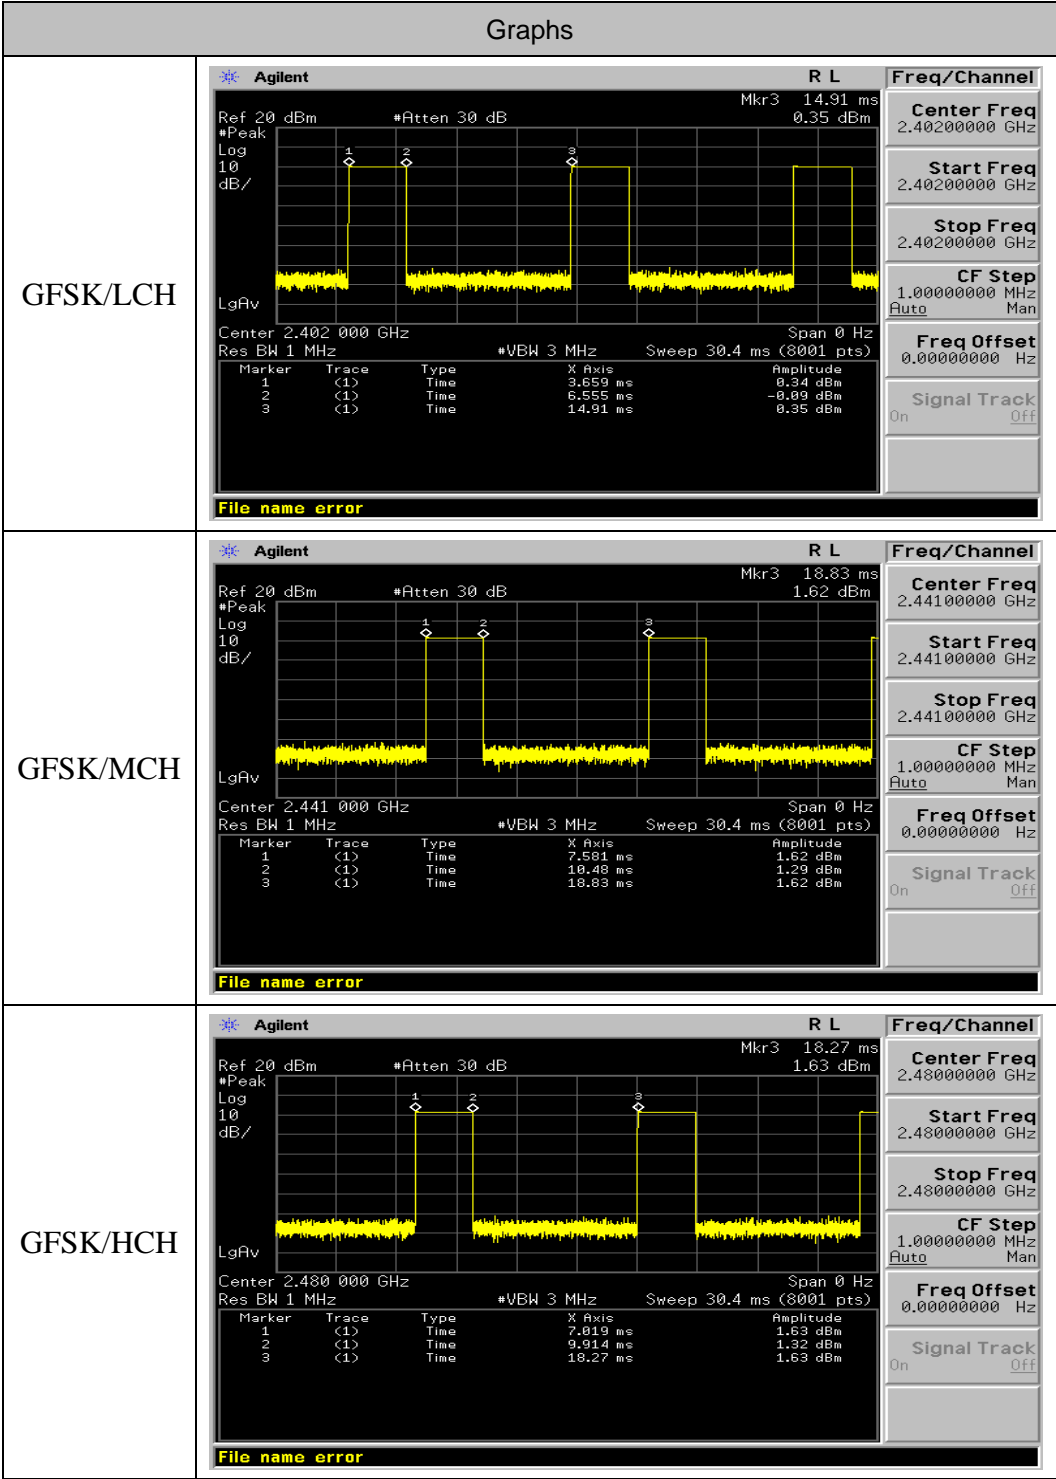 Graphs
GFSK/LCH
Agilent R L Freq/Channel
Mkr3 14.91 ms
Ref 20 dBm #Atten 30 dB 0.35 dBm
#Peak
Log
10
dB/
1 2 3
LgAv
Center 2.402 000 GHz Span 0 Hz
Res BW 1 MHz #VBW 3 MHz Sweep 30.4 ms (8001 pts)
Marker Trace Type X Axis Amplitude
1 (1) Time 3.659 ms 0.34 dBm
2 (1) Time 6.555 ms -0.09 dBm
3 (1) Time 14.91 ms 0.35 dBm
File name error
Center Freq
2.40200000 GHz
Start Freq
2.40200000 GHz
Stop Freq
2.40200000 GHz
CF Step
1.00000000 MHz
Auto Man
Freq Offset
0.00000000 Hz
Signal Track
On Off
GFSK/MCH
Agilent R L Freq/Channel
Mkr3 18.83 ms
Ref 20 dBm #Atten 30 dB 1.62 dBm
#Peak
Log
10
dB/
1 2 3
LgAv
Center 2.441 000 GHz Span 0 Hz
Res BW 1 MHz #VBW 3 MHz Sweep 30.4 ms (8001 pts)
Marker Trace Type X Axis Amplitude
1 (1) Time 7.581 ms 1.62 dBm
2 (1) Time 10.48 ms 1.29 dBm
3 (1) Time 18.83 ms 1.62 dBm
File name error
Center Freq
2.44100000 GHz
Start Freq
2.44100000 GHz
Stop Freq
2.44100000 GHz
CF Step
1.00000000 MHz
Auto Man
Freq Offset
0.00000000 Hz
Signal Track
On Off
GFSK/HCH
Agilent R L Freq/Channel
Mkr3 18.27 ms
Ref 20 dBm #Atten 30 dB 1.63 dBm
#Peak
Log
10
dB/
1 2 3
LgAv
Center 2.480 000 GHz Span 0 Hz
Res BW 1 MHz #VBW 3 MHz Sweep 30.4 ms (8001 pts)
Marker Trace Type X Axis Amplitude
1 (1) Time 7.019 ms 1.63 dBm
2 (1) Time 9.914 ms 1.32 dBm
3 (1) Time 18.27 ms 1.63 dBm
File name error
Center Freq
2.48000000 GHz
Start Freq
2.48000000 GHz
Stop Freq
2.48000000 GHz
CF Step
1.00000000 MHz
Auto Man
Freq Offset
0.00000000 Hz
Signal Track
On Off